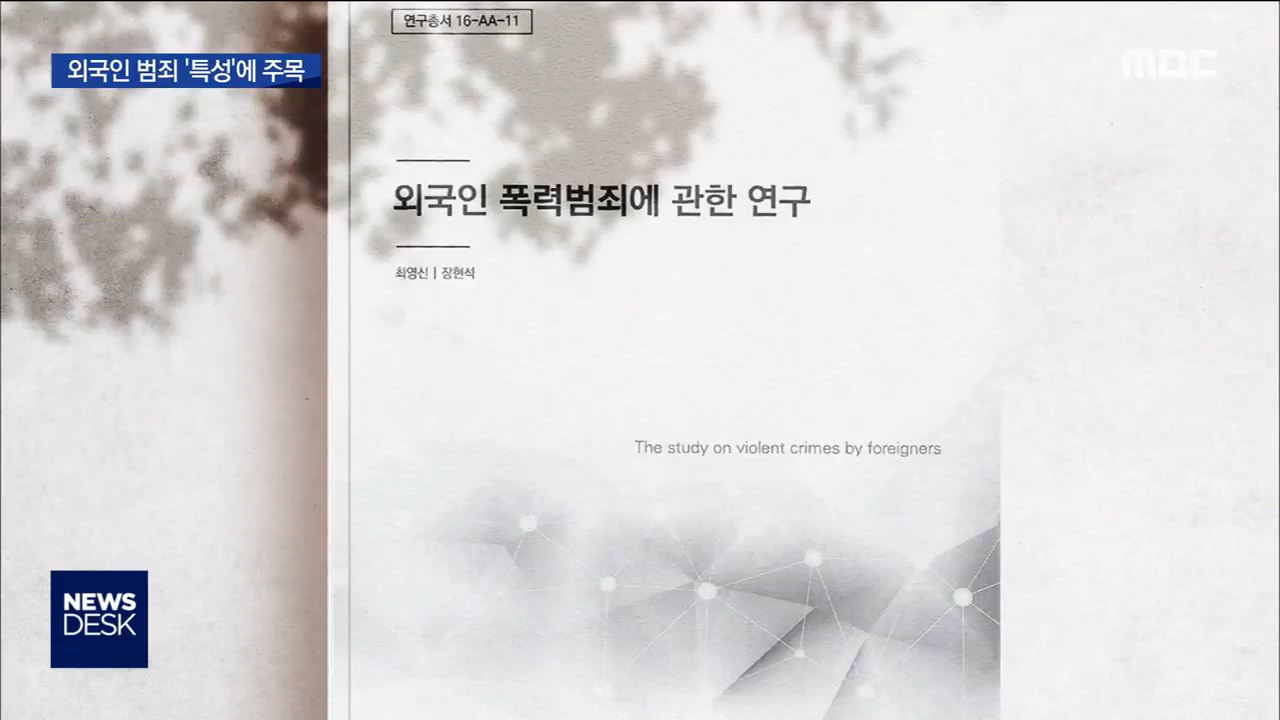 연구총서 16-AA-11
외국인 범죄 '특성'에 주목
MBC
외국인 폭력범죄에 관한 연구
최영신 | 장현석
The study on violent crimes by foreigners
NEWS
DESK